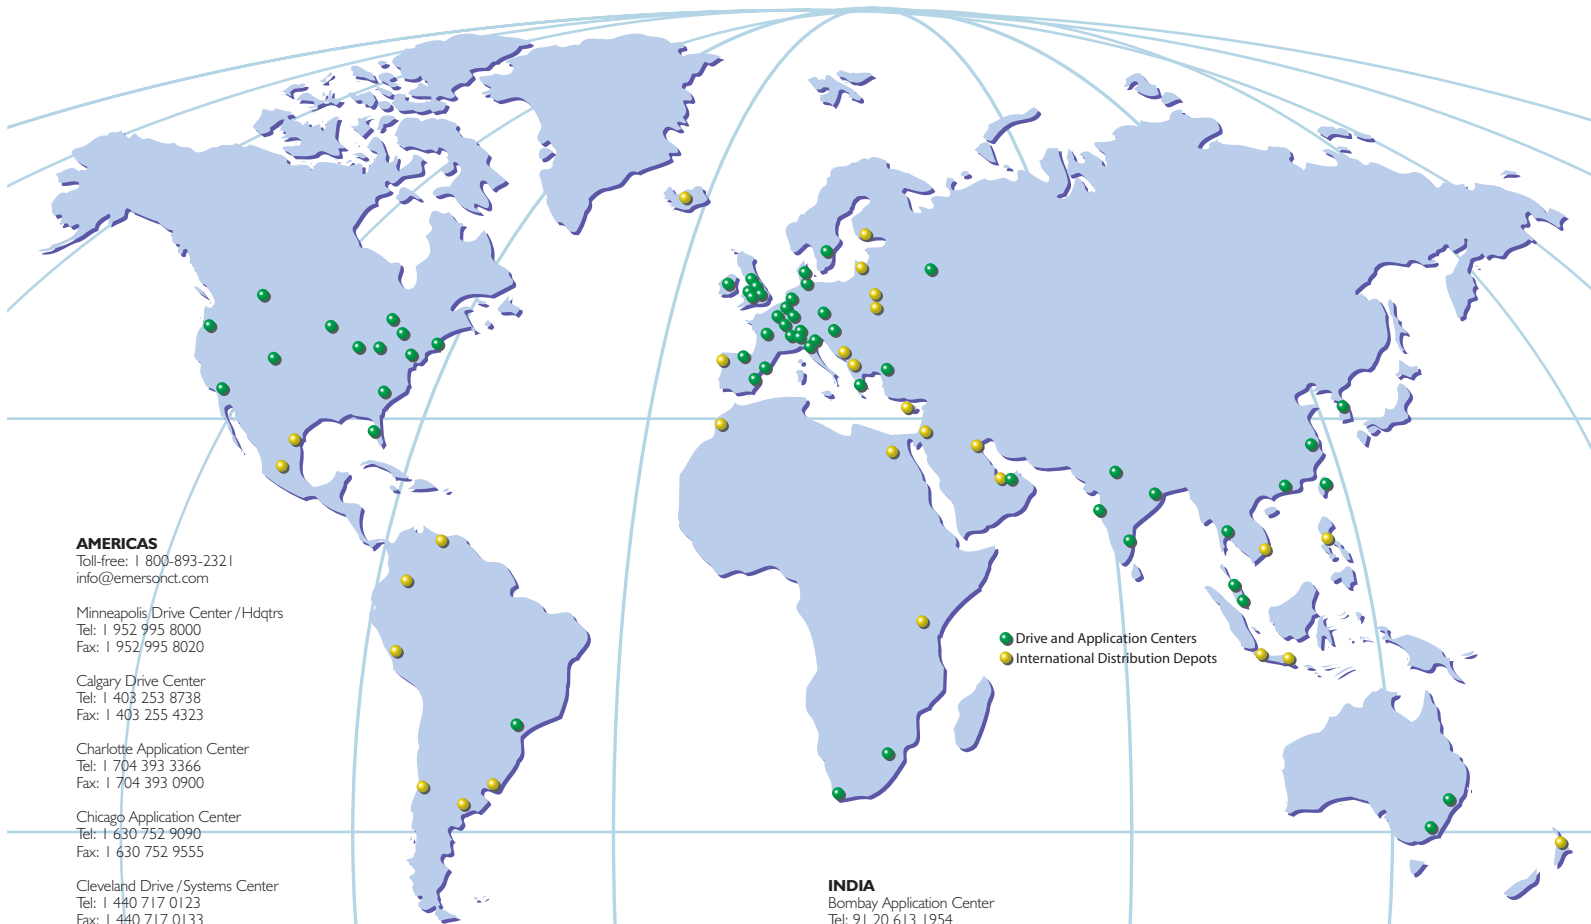 AMERICAS
Toll-free: 1 800-893-2321
info@emersonct.com
Minneapolis Drive Center / Hdqtrs
Tel: 1 952 995 8000
Fax: 1 952 995 8020
Calgary Drive Center
Tel: 1 403 253 8738
Fax: 1 403 255 4323
Charlotte Application Center
Tel: 1 704 393 3366
Fax: 1 704 393 0900
Chicago Application Center
Tel: 1 630 752 9090
Fax: 1 630 752 9555
Cleveland Drive / Systems Center
Tel: 1 440 717 0123
Fax: 1 440 717 0133
Drive and Application Centers
International Distribution Depots
INDIA
Bombay Application Center
Tel: 91 20 613 1954